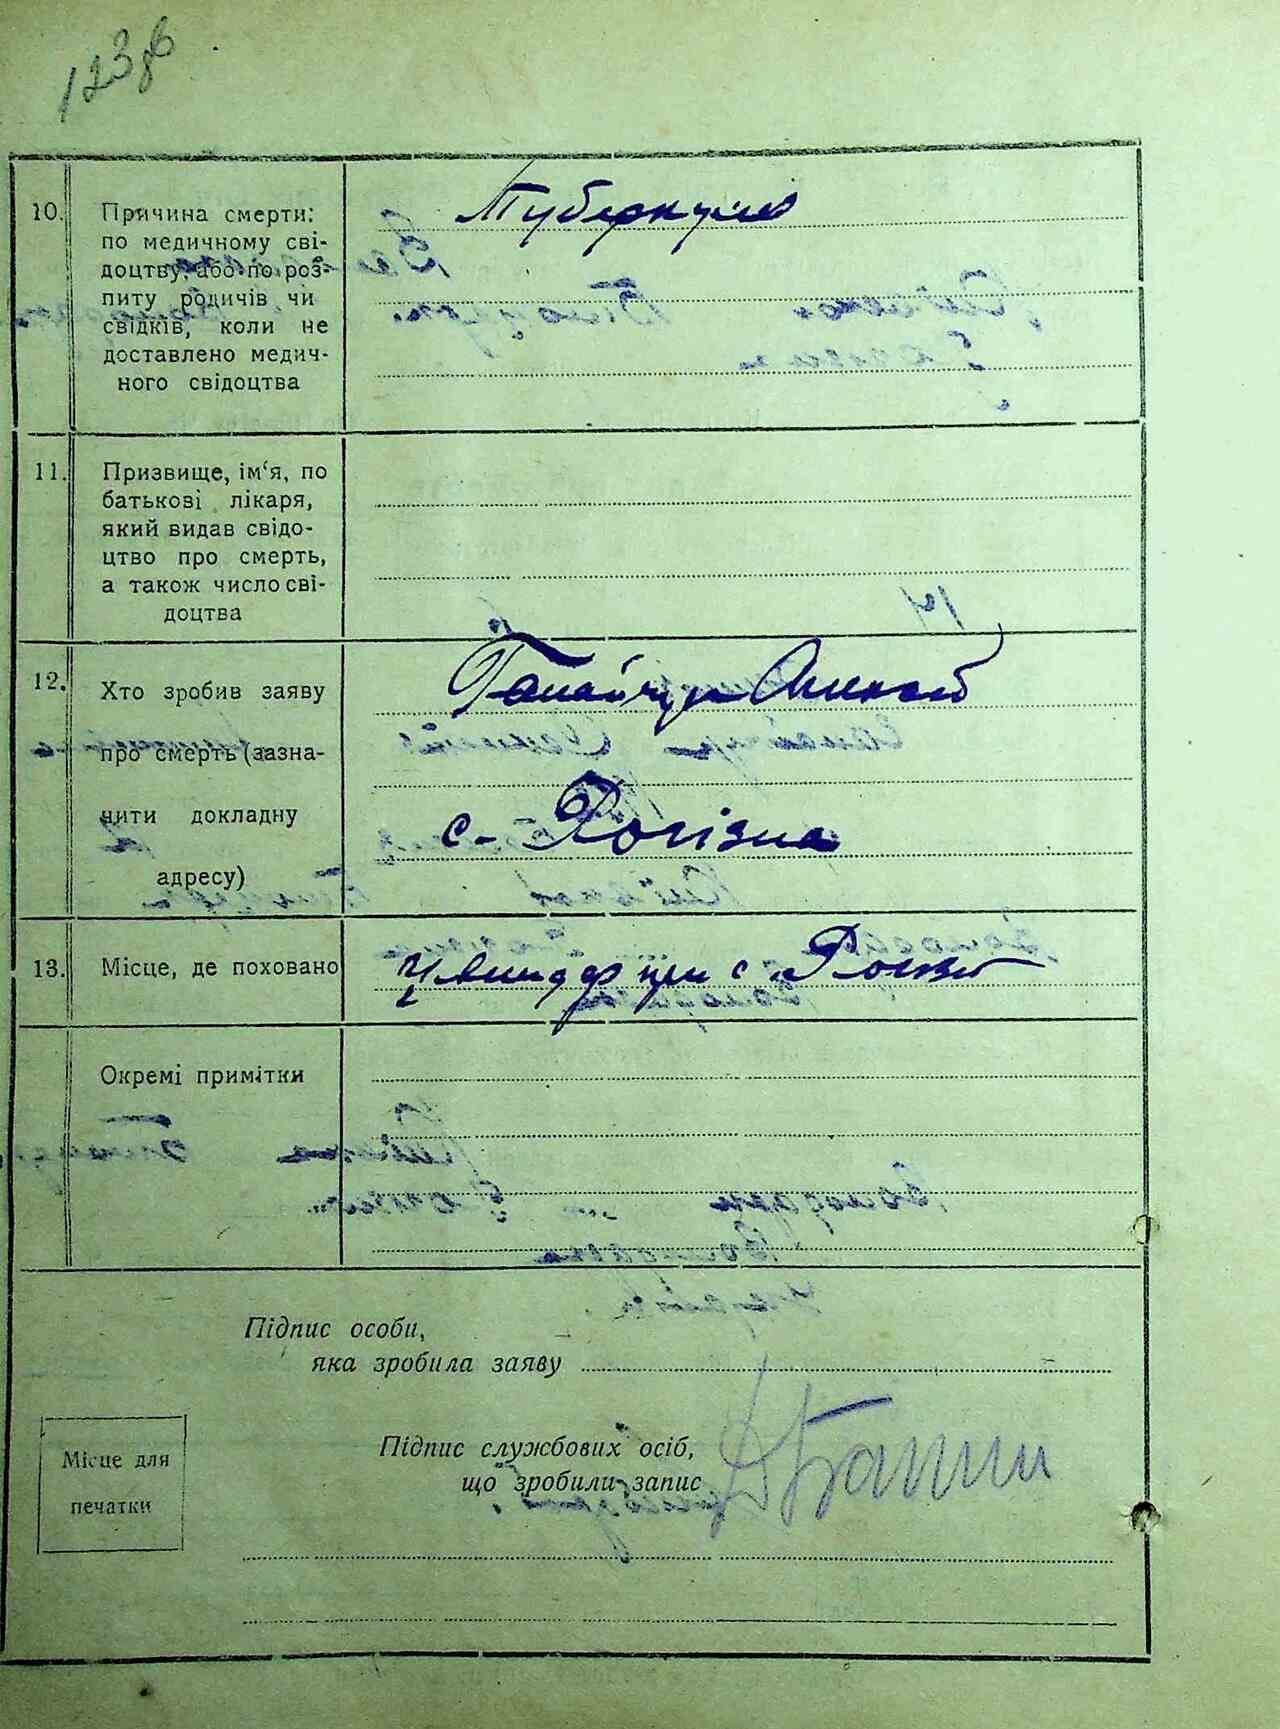 10. Причина смерти:
по медичному сві-
доцтву, або по роз-
питу родичів чи
свідків, коли не
доставлено медич-
ного свідоцтва
Туберкульоз
11. Призвище, ім‘я, по
батькові лікаря,
який видав свідо-
цтво про смерть,
а також число сві-
доцтва
12. Хто зробив заяву
про смерть (зазна-
чити докладну
адресу)
с. Рогізна
13. Місце, де поховано
при с. Рогізна
Окремі примітки
Підпис особи,
яка зробила заяву
Місце для
печатки
Підпис службових осіб,
що зробили запис